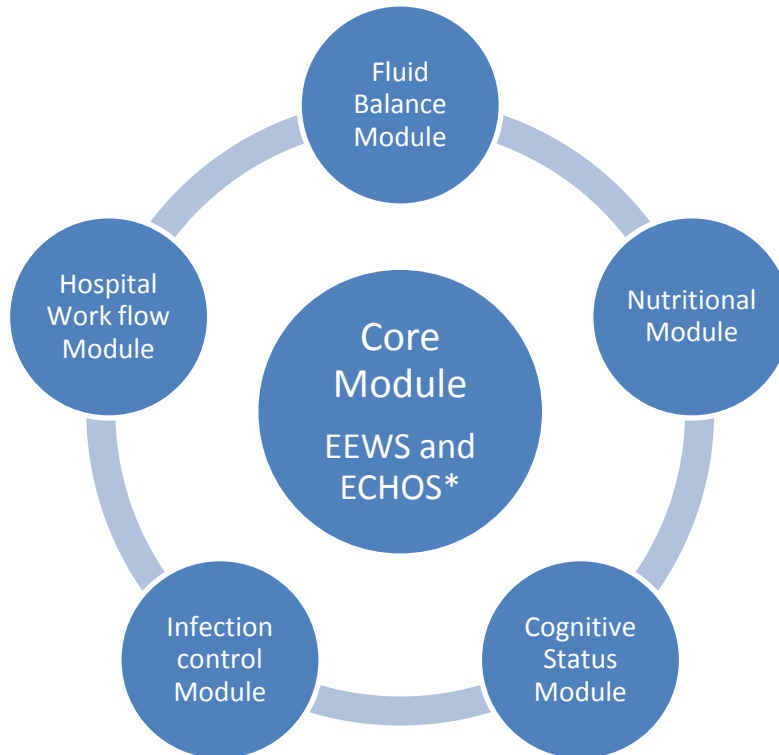 Fluid
Balance
Module
Hospital
Work flow
Module
Nutritional
Module
Core
Module
EEWS and
ECHOS*
Infection
control
Module
Cognitive
Status
Module